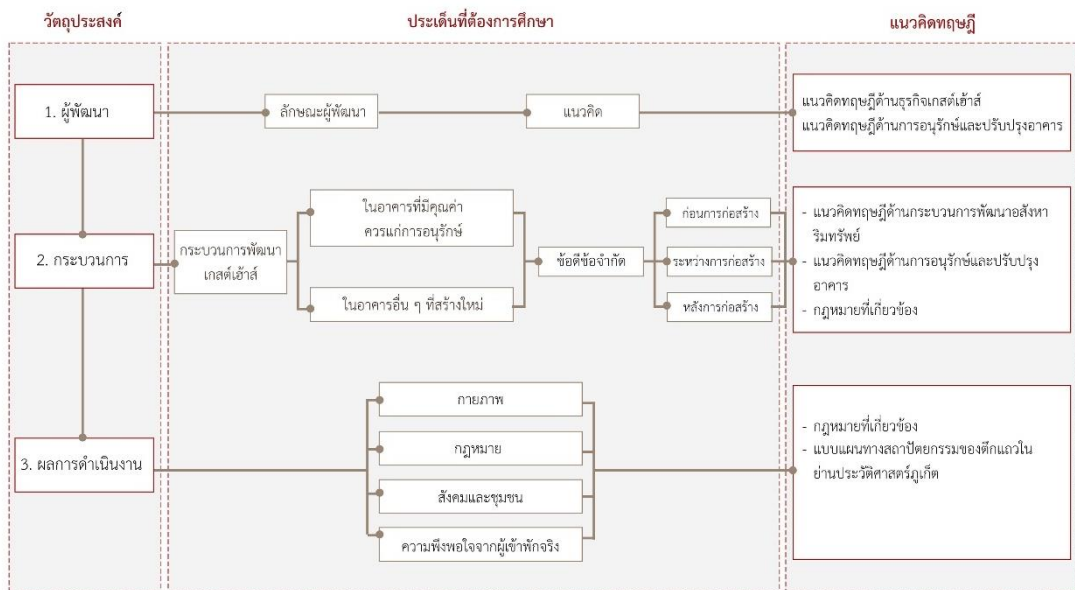 วัตถุประสงค์
ประเด็นที่ต้องการศึกษา
แนวคิดทฤษฎี
1. ผู้พัฒนา
ลักษณะผู้พัฒนา
แนวคิด
แนวคิดทฤษฎีด้านธุรกิจเกสต์เฮ้าส์
แนวคิดทฤษฎีด้านการอนุรักษ์และปรับปรุงอาคาร
2. กระบวนการ
กระบวนการพัฒนา
เกสต์เฮ้าส์
ในอาคารที่มีคุณค่า
ควรแก่การอนุรักษ์
ในอาคารอื่น ๆ ที่สร้างใหม่
ข้อดีข้อจำกัด
ก่อนการก่อสร้าง
ระหว่างการก่อสร้าง
หลังการก่อสร้าง
- แนวคิดทฤษฎีด้านกระบวนการพัฒนาอสังหา
ริมทรัพย์
- แนวคิดทฤษฎีด้านการอนุรักษ์และปรับปรุง
อาคาร
- กฎหมายที่เกี่ยวข้อง
3. ผลการดำเนินงาน
กายภาพ
กฎหมาย
สังคมและชุมชน
ความพึงพอใจจากผู้เข้าพักจริง
- กฎหมายที่เกี่ยวข้อง
- แบบแผนทางสถาปัตยกรรมของตึกแถวใน
ย่านประวัติศาสตร์ภูเก็ต